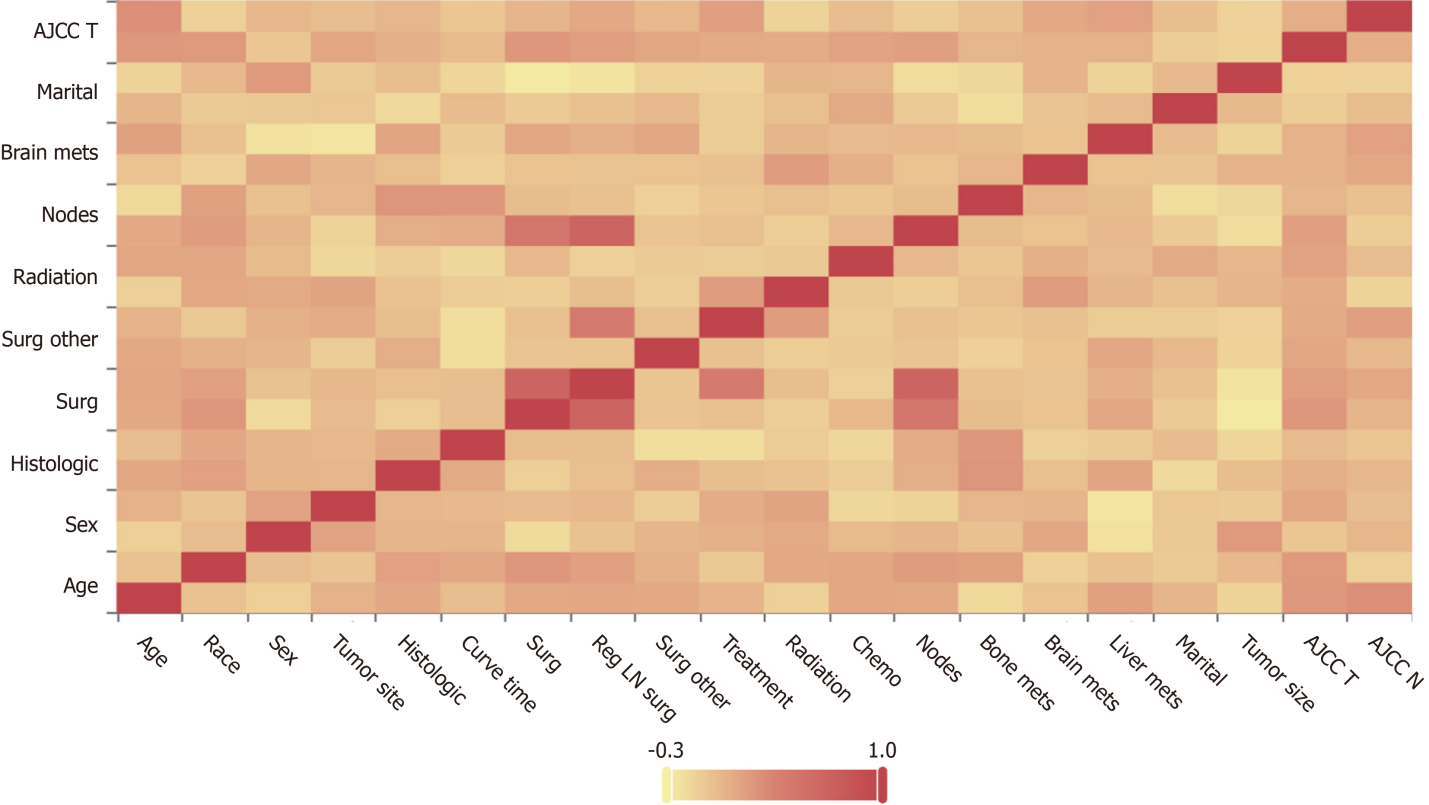 AJCC T
Marital
Brain mets
Nodes
Radiation
Surg other
Surg
Histologic
Sex
Age
Age
Race
Sex
Tumor site
Histologic
Curve time
Surg
Reg LN surg
Surg other
Treatment
Radiation
Chemo
Nodes
Bone mets
Brain mets
Liver mets
Marital
Tumor size
AJCC T
AJCC N
-0.3 1.0